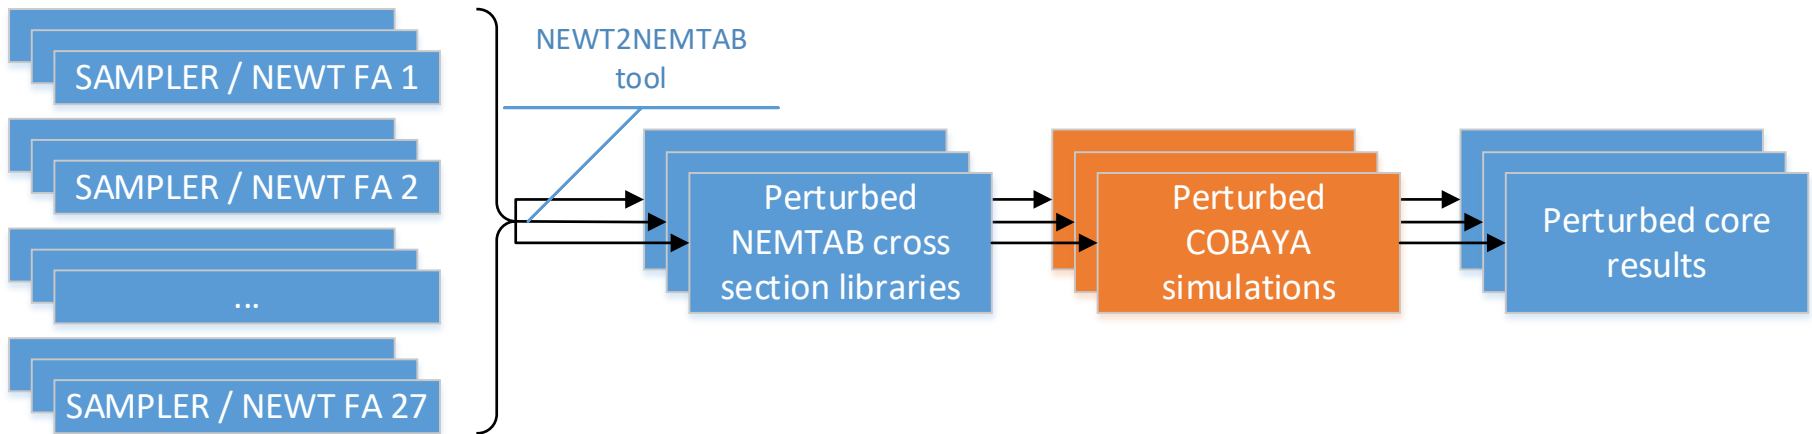 SAMPLER / NEWT FA 1
SAMPLER / NEWT FA 2
...
SAMPLER / NEWT FA 27
NEWT2NEMTAB
tool
Perturbed
NEMTAB cross
section libraries
Perturbed
COBAYA
simulations
Perturbed core
results